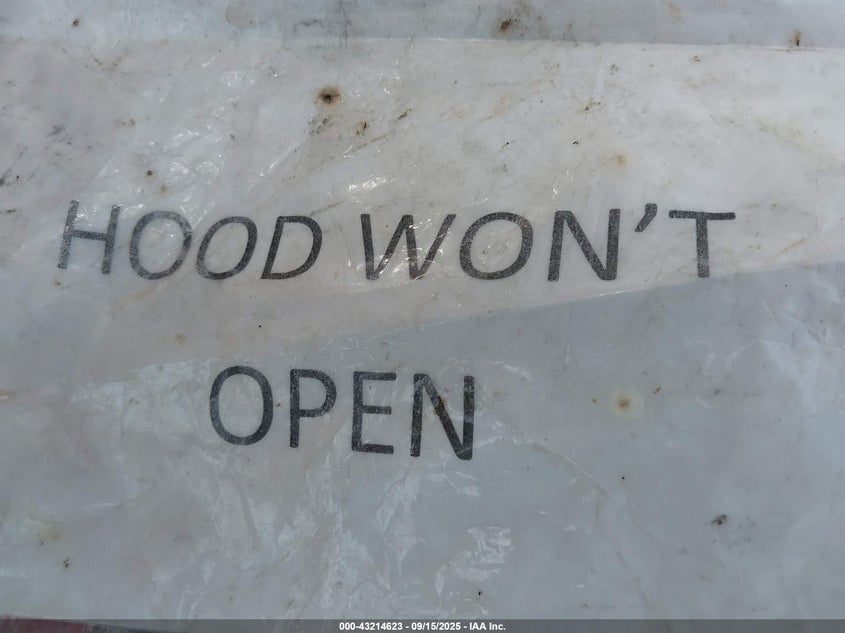 HOOD WON'T
OPEN
000-43214623 - 09/15/2025 - IAA Inc.